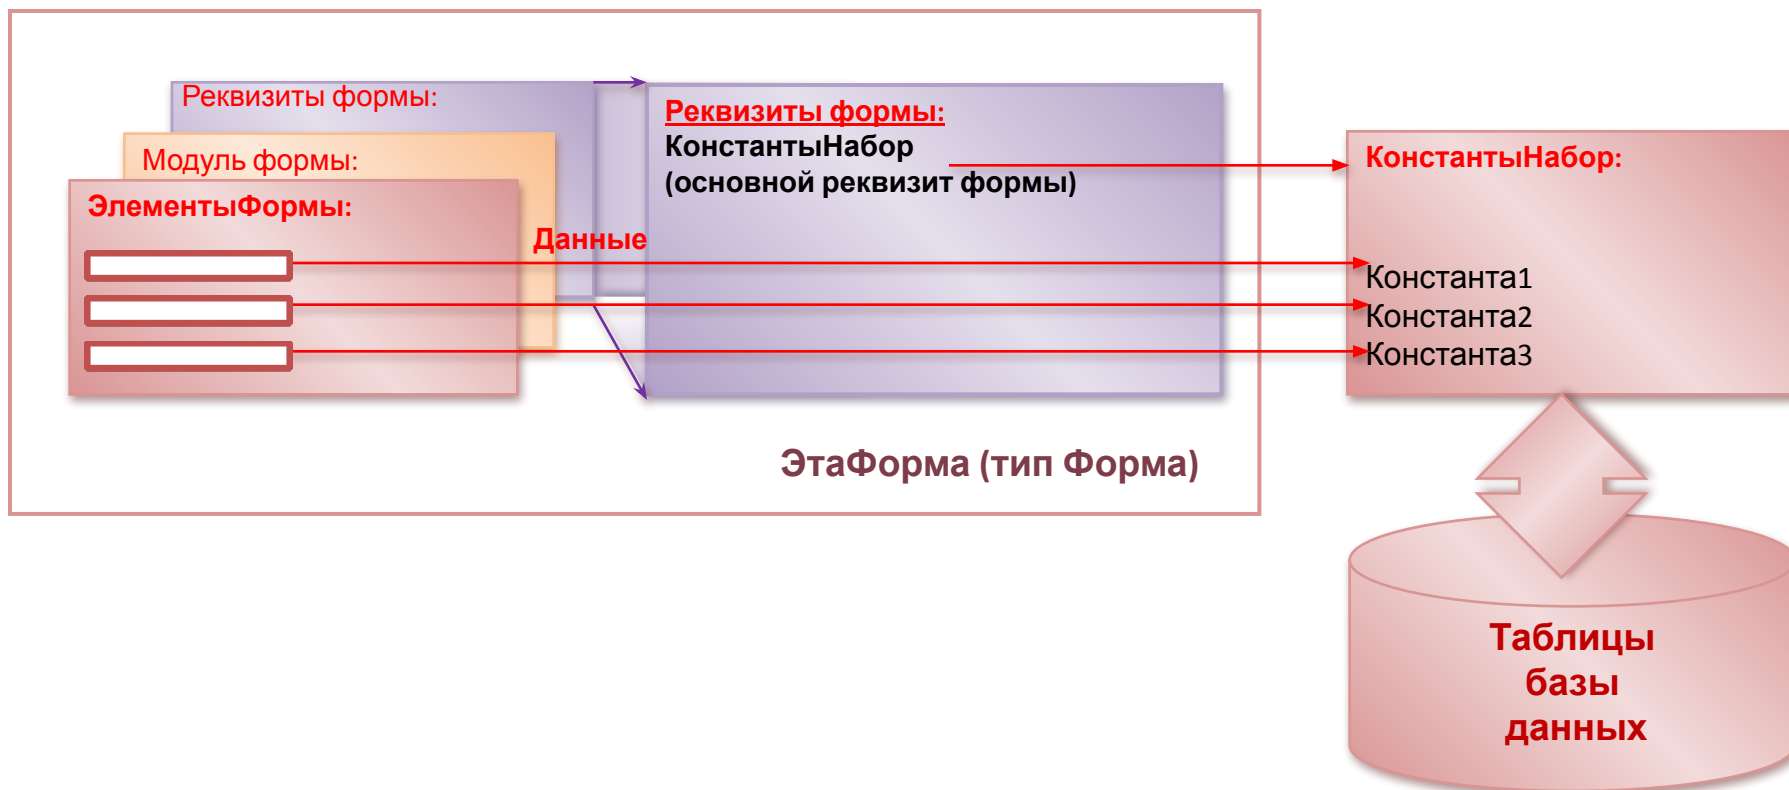 Реквизиты формы:
Модуль формы:
ЭлементыФормы:
Данные
Реквизиты формы:
КонстантыНабор
(основной реквизит формы)
ЭтаФорма (тип Форма)
КонстантыНабор:
Константа1
Константа2
Константа3
Таблицы
базы
данных